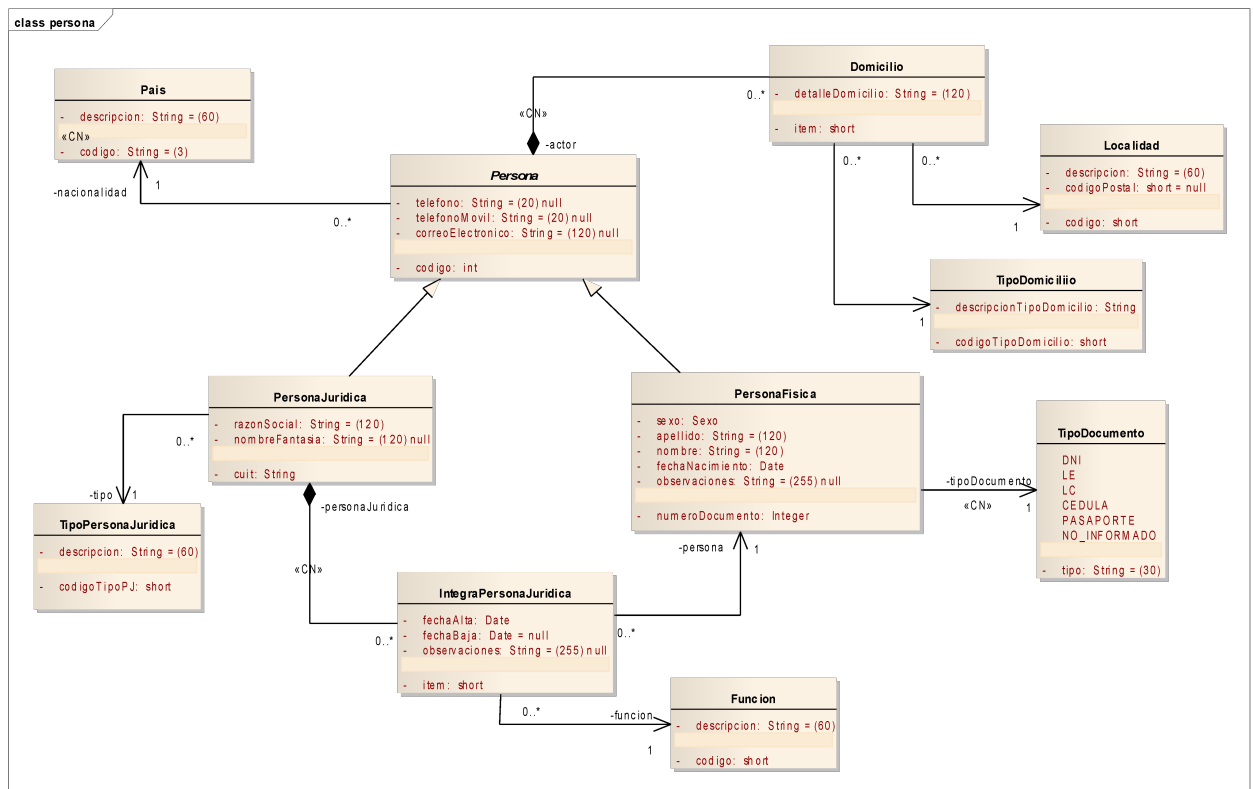 class persona
Pais
- descripcion: String = (60)
«CN»
- codigo: String = (3)
-nacionalidad
1
0..*
«CN»
-actor
0..*
Domicilio
- detalleDomicilio: String = (120)
- item: short
0..*
0..*
1
1
Localidad
- descripcion: String = (60)
- codigoPostal: short = null
- codigo: short
TipoDomiciliio
- descripcionTipoDomicilio: String
- codigoTipoDomicilio: short
Persona
- telefono: String = (20) null
- telefonoMovil: String = (20) null
- correoElectronico: String = (120) null
- codigo: int
PersonaJuridica
- razonSocial: String = (120)
- nombreFantasia: String = (120) null
- cuit: String
0..*
-tipo
1
TipoPersonaJuridica
- descripcion: String = (60)
- codigoTipoPJ: short
-personaJuridica
«CN»
0..*
PersonaFisica
- sexo: Sexo
- apellido: String = (120)
- nombre: String = (120)
- fechaNacimiento: Date
- observaciones: String = (255) null
- numeroDocumento: Integer
-tipoDocumento
«CN»
1
TipoDocumento
DNI
LE
LC
CEDULA
PASAPORTE
NO_INFORMADO
- tipo: String = (30)
-persona
1
0..*
IntegraPersonaJuridica
- fechaAlta: Date
- fechaBaja: Date = null
- observaciones: String = (255) null
- item: short
0..*
-funcion
1
Funcion
- descripcion: String = (60)
- codigo: short